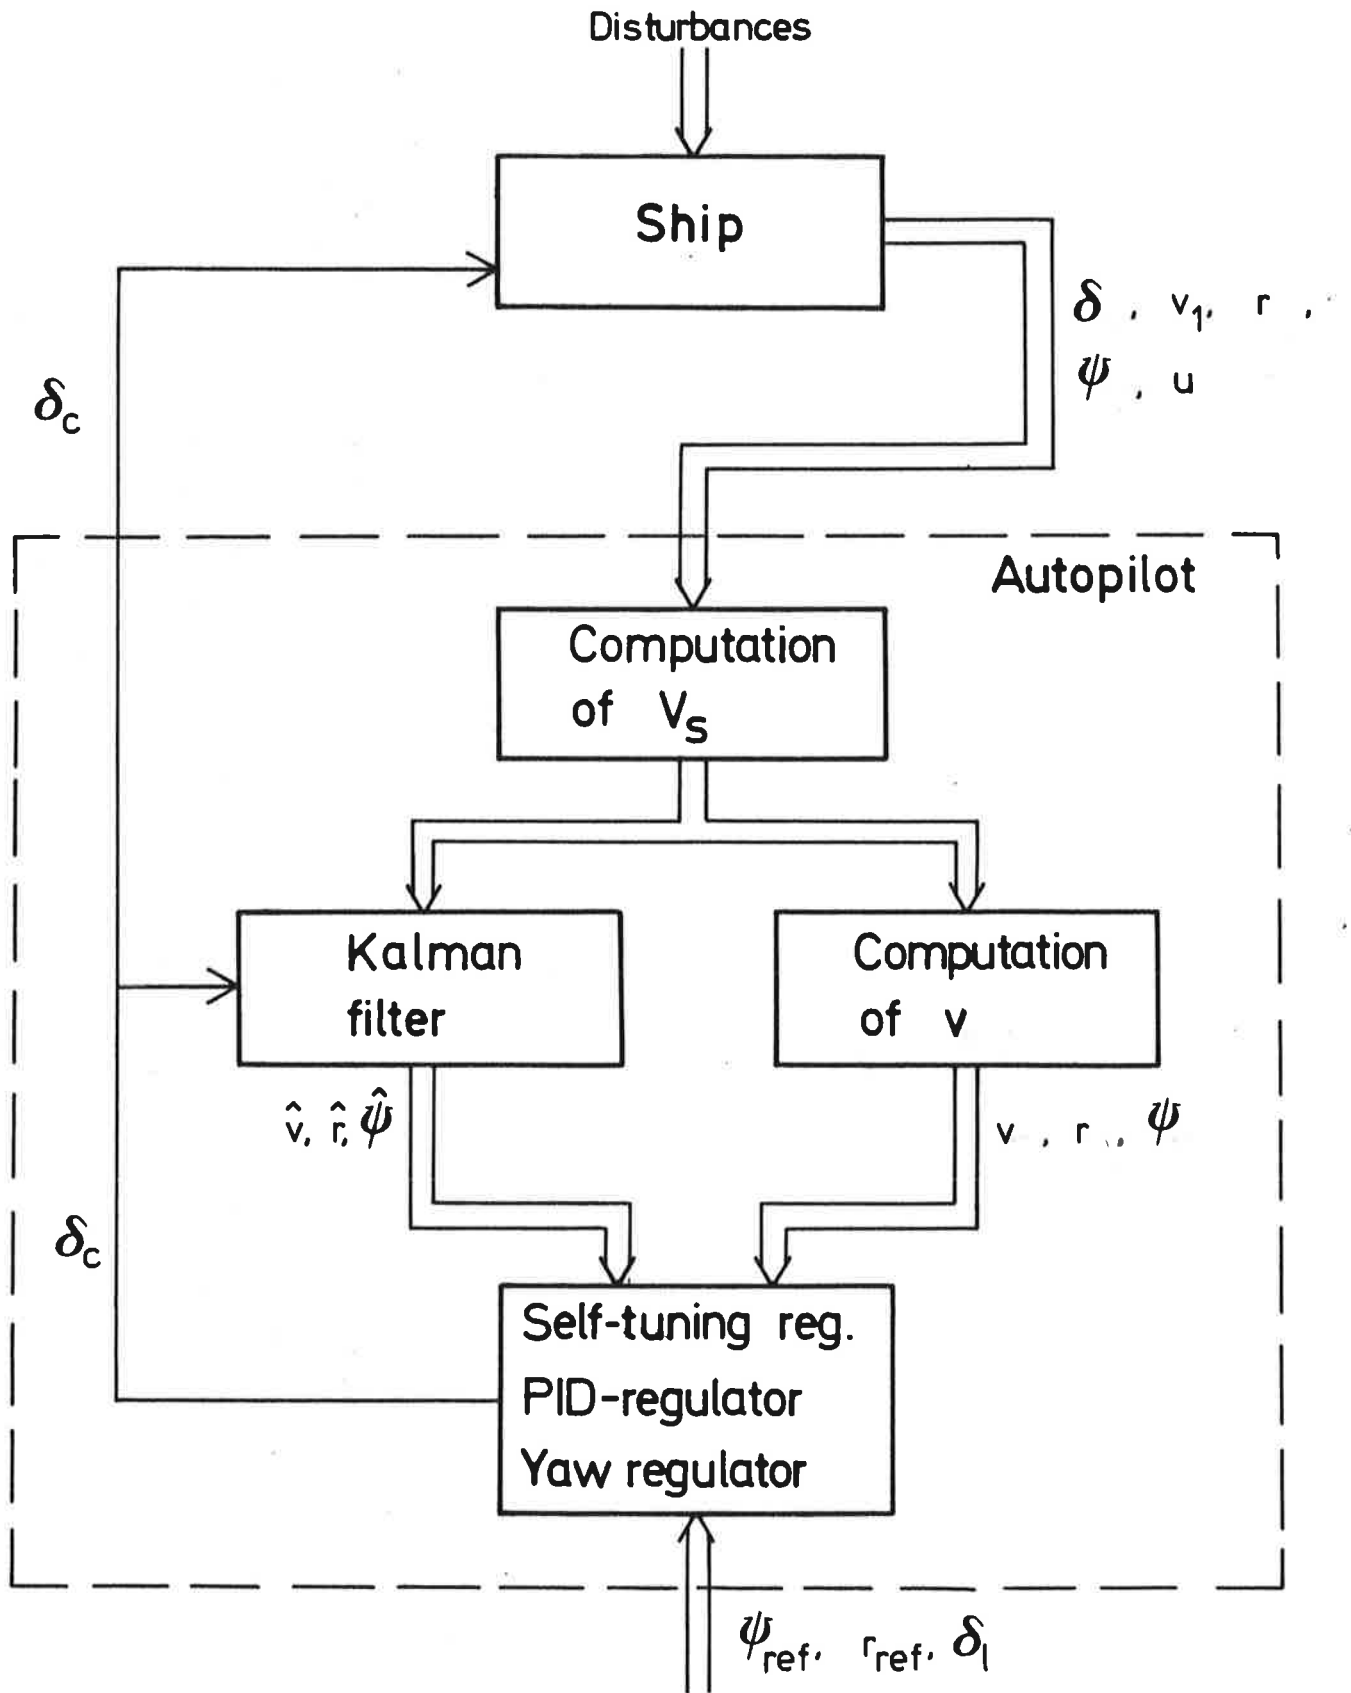 Disturbances
Ship
δ , v₁, r ,
ψ , u
δc
Autopilot
Computation
of Vₛ
Kalman
filter
Computation
of v
v̂, r̂, ψ̂
v , r , ψ
δc
Self-tuning reg.
PID-regulator
Yaw regulator
ψref, rref, δl